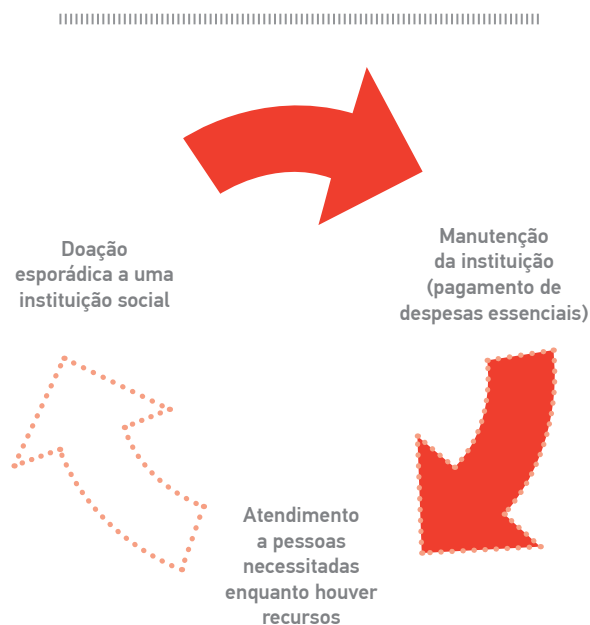 Doação
esporádica a uma
instituição social
Manutenção
da instituição
(pagamento de
despesas essenciais)
Atendimento
a pessoas
necessitadas
enquanto houver
recursos